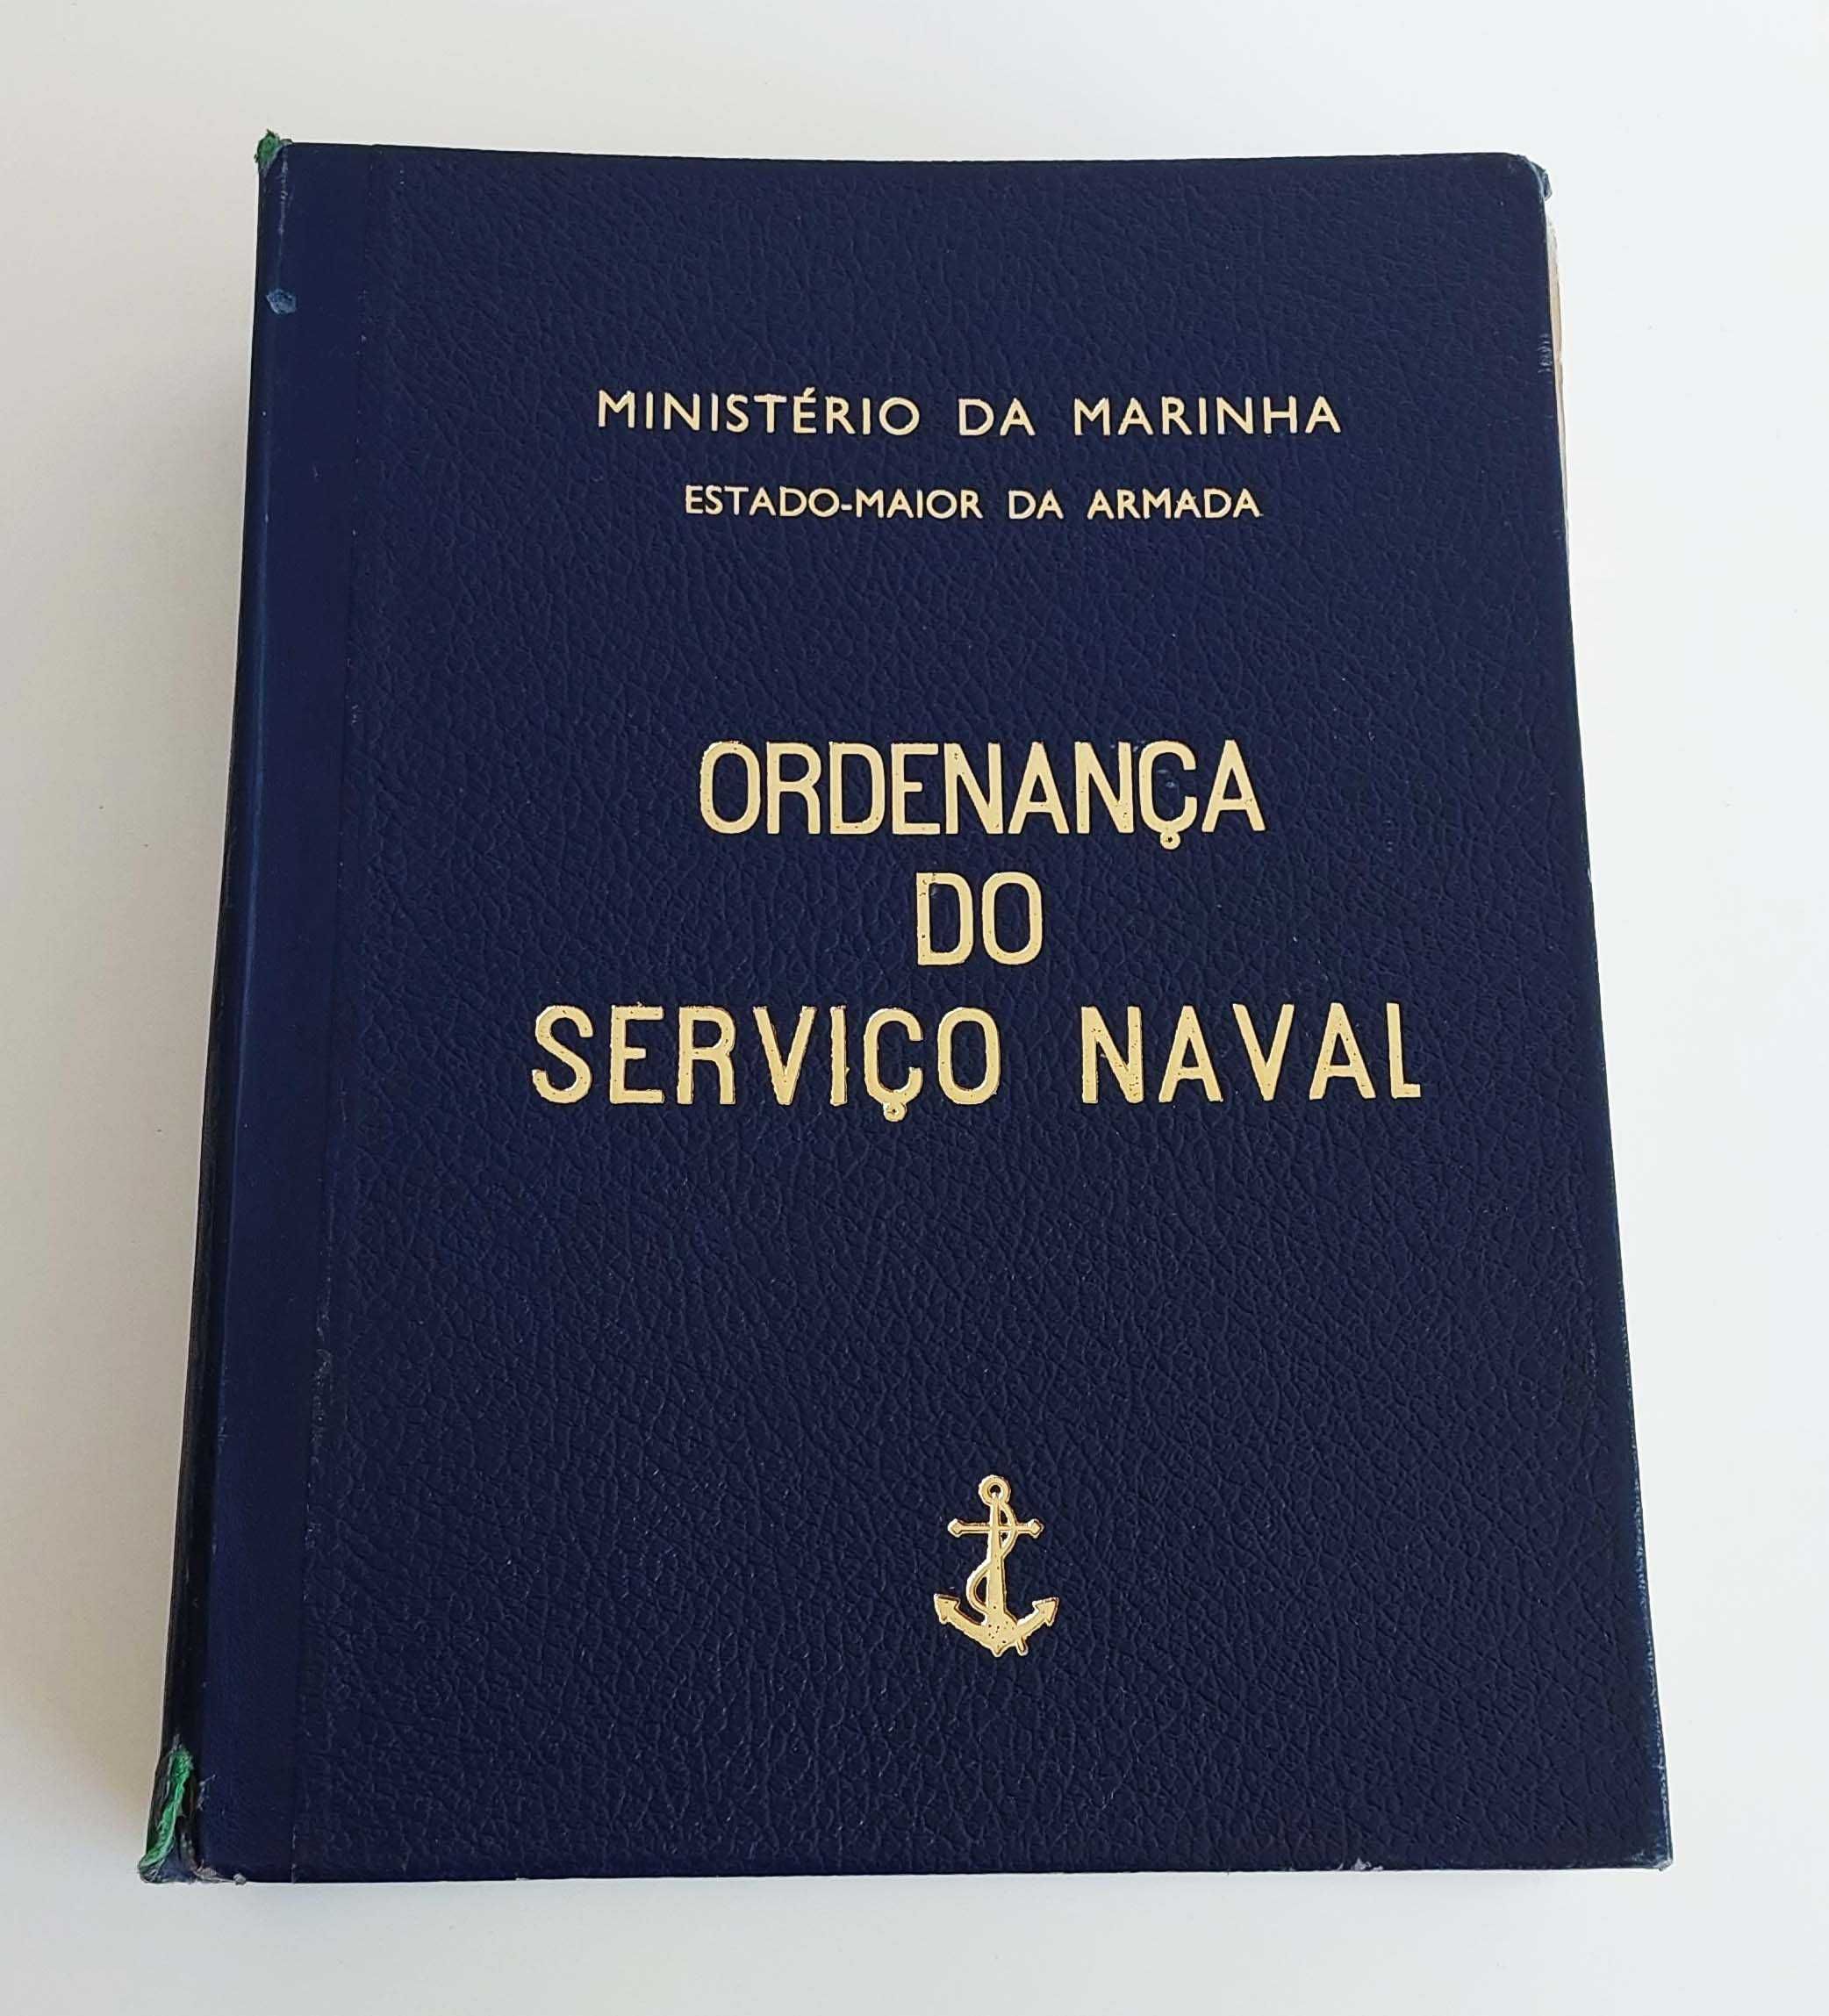 MINISTÉRIO DA MARINHA
ESTADO-MAIOR DA ARMADA
ORDENANÇA
DO
SERVIÇO NAVAL